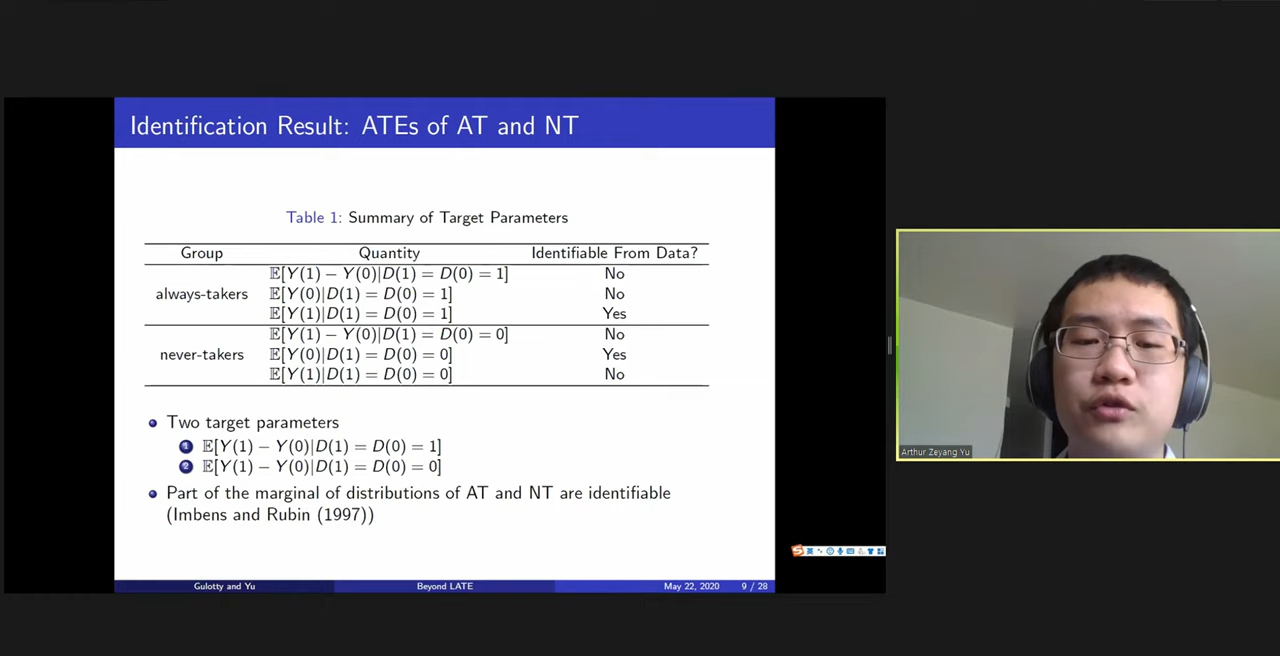 Identification Result: ATEs of AT and NT
Table 1: Summary of Target Parameters
Group Quantity Identifiable From Data?
𝔼[Y(1) − Y(0)|D(1) = D(0) = 1] No
always-takers 𝔼[Y(0)|D(1) = D(0) = 1] No
𝔼[Y(1)|D(1) = D(0) = 1] Yes
𝔼[Y(1) − Y(0)|D(1) = D(0) = 0] No
never-takers 𝔼[Y(0)|D(1) = D(0) = 0] Yes
𝔼[Y(1)|D(1) = D(0) = 0] No
Two target parameters
1 𝔼[Y(1) − Y(0)|D(1) = D(0) = 1]
2 𝔼[Y(1) − Y(0)|D(1) = D(0) = 0]
Part of the marginal of distributions of AT and NT are identifiable
(Imbens and Rubin (1997))
Gulotty and Yu Beyond LATE May 22, 2020 9 / 28
Arthur Zeyang Yu